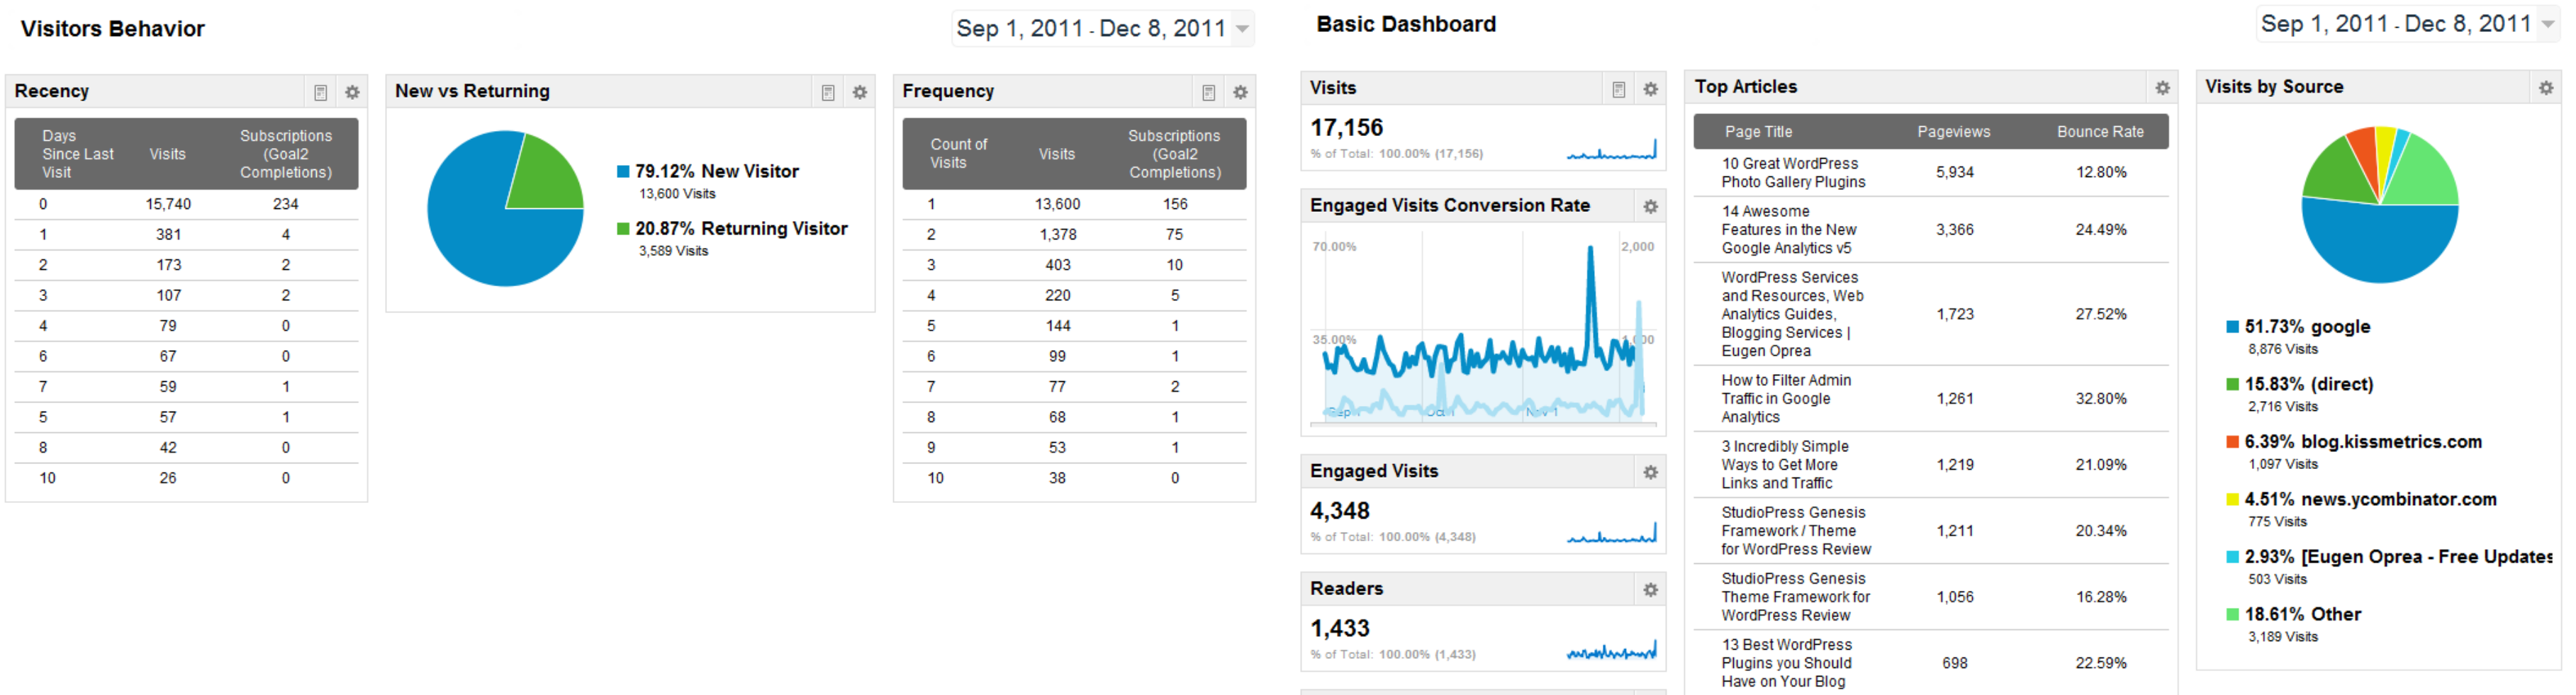 Visitors Behavior
Sep 1, 2011 - Dec 8, 2011
Recency
Days
Since Last
Visit
Visits
Subscriptions
(Goal2
Completions)
0 15,740 234
1 381 4
2 173 2
3 107 2
4 79 0
6 67 0
7 59 1
5 57 1
8 42 0
10 26 0
New vs Returning
79.12% New Visitor
13,600 Visits
20.87% Returning Visitor
3,589 Visits
Frequency
Count of
Visits
Visits
Subscriptions
(Goal2
Completions)
1 13,600 156
2 1,378 75
3 403 10
4 220 5
5 144 1
6 99 1
7 77 2
8 68 1
9 53 1
10 38 0
Basic Dashboard
Sep 1, 2011 - Dec 8, 2011
Visits
17,156
% of Total: 100.00% (17,156)
Engaged Visits Conversion Rate
70.00% 2,000
35.00% 1,000
Sep 1 Oct 1 Nov 1
Engaged Visits
4,348
% of Total: 100.00% (4,348)
Readers
1,433
% of Total: 100.00% (1,433)
Top Articles
Page Title Pageviews Bounce Rate
10 Great WordPress
Photo Gallery Plugins
5,934 12.80%
14 Awesome
Features in the New
Google Analytics v5
3,366 24.49%
WordPress Services
and Resources, Web
Analytics Guides,
Blogging Services |
Eugen Oprea
1,723 27.52%
How to Filter Admin
Traffic in Google
Analytics
1,261 32.80%
3 Incredibly Simple
Ways to Get More
Links and Traffic
1,219 21.09%
StudioPress Genesis
Framework / Theme
for WordPress Review
1,211 20.34%
StudioPress Genesis
Theme Framework for
WordPress Review
1,056 16.28%
13 Best WordPress
Plugins you Should
Have on Your Blog
698 22.59%
Visits by Source
51.73% google
8,876 Visits
15.83% (direct)
2,716 Visits
6.39% blog.kissmetrics.com
1,097 Visits
4.51% news.ycombinator.com
775 Visits
2.93% [Eugen Oprea - Free Updates
503 Visits
18.61% Other
3,189 Visits